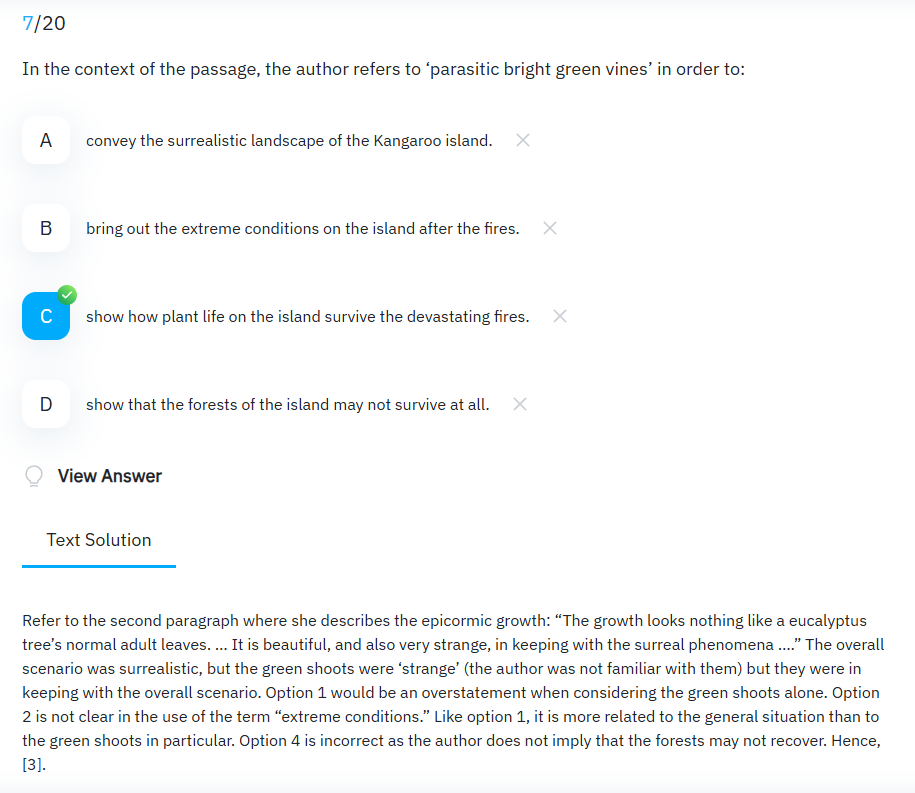 7/20
In the context of the passage, the author refers to ‘parasitic bright green vines’ in order to:
A convey the surrealistic landscape of the Kangaroo island.
B bring out the extreme conditions on the island after the fires.
C show how plant life on the island survive the devastating fires.
D show that the forests of the island may not survive at all.
View Answer
Text Solution
Refer to the second paragraph where she describes the epicormic growth: “The growth looks nothing like a eucalyptus
tree’s normal adult leaves. ... It is beautiful, and also very strange, in keeping with the surreal phenomena ....” The overall
scenario was surrealistic, but the green shoots were ‘strange’ (the author was not familiar with them) but they were in
keeping with the overall scenario. Option 1 would be an overstatement when considering the green shoots alone. Option
2 is not clear in the use of the term “extreme conditions.” Like option 1, it is more related to the general situation than to
the green shoots in particular. Option 4 is incorrect as the author does not imply that the forests may not recover. Hence,
[3].